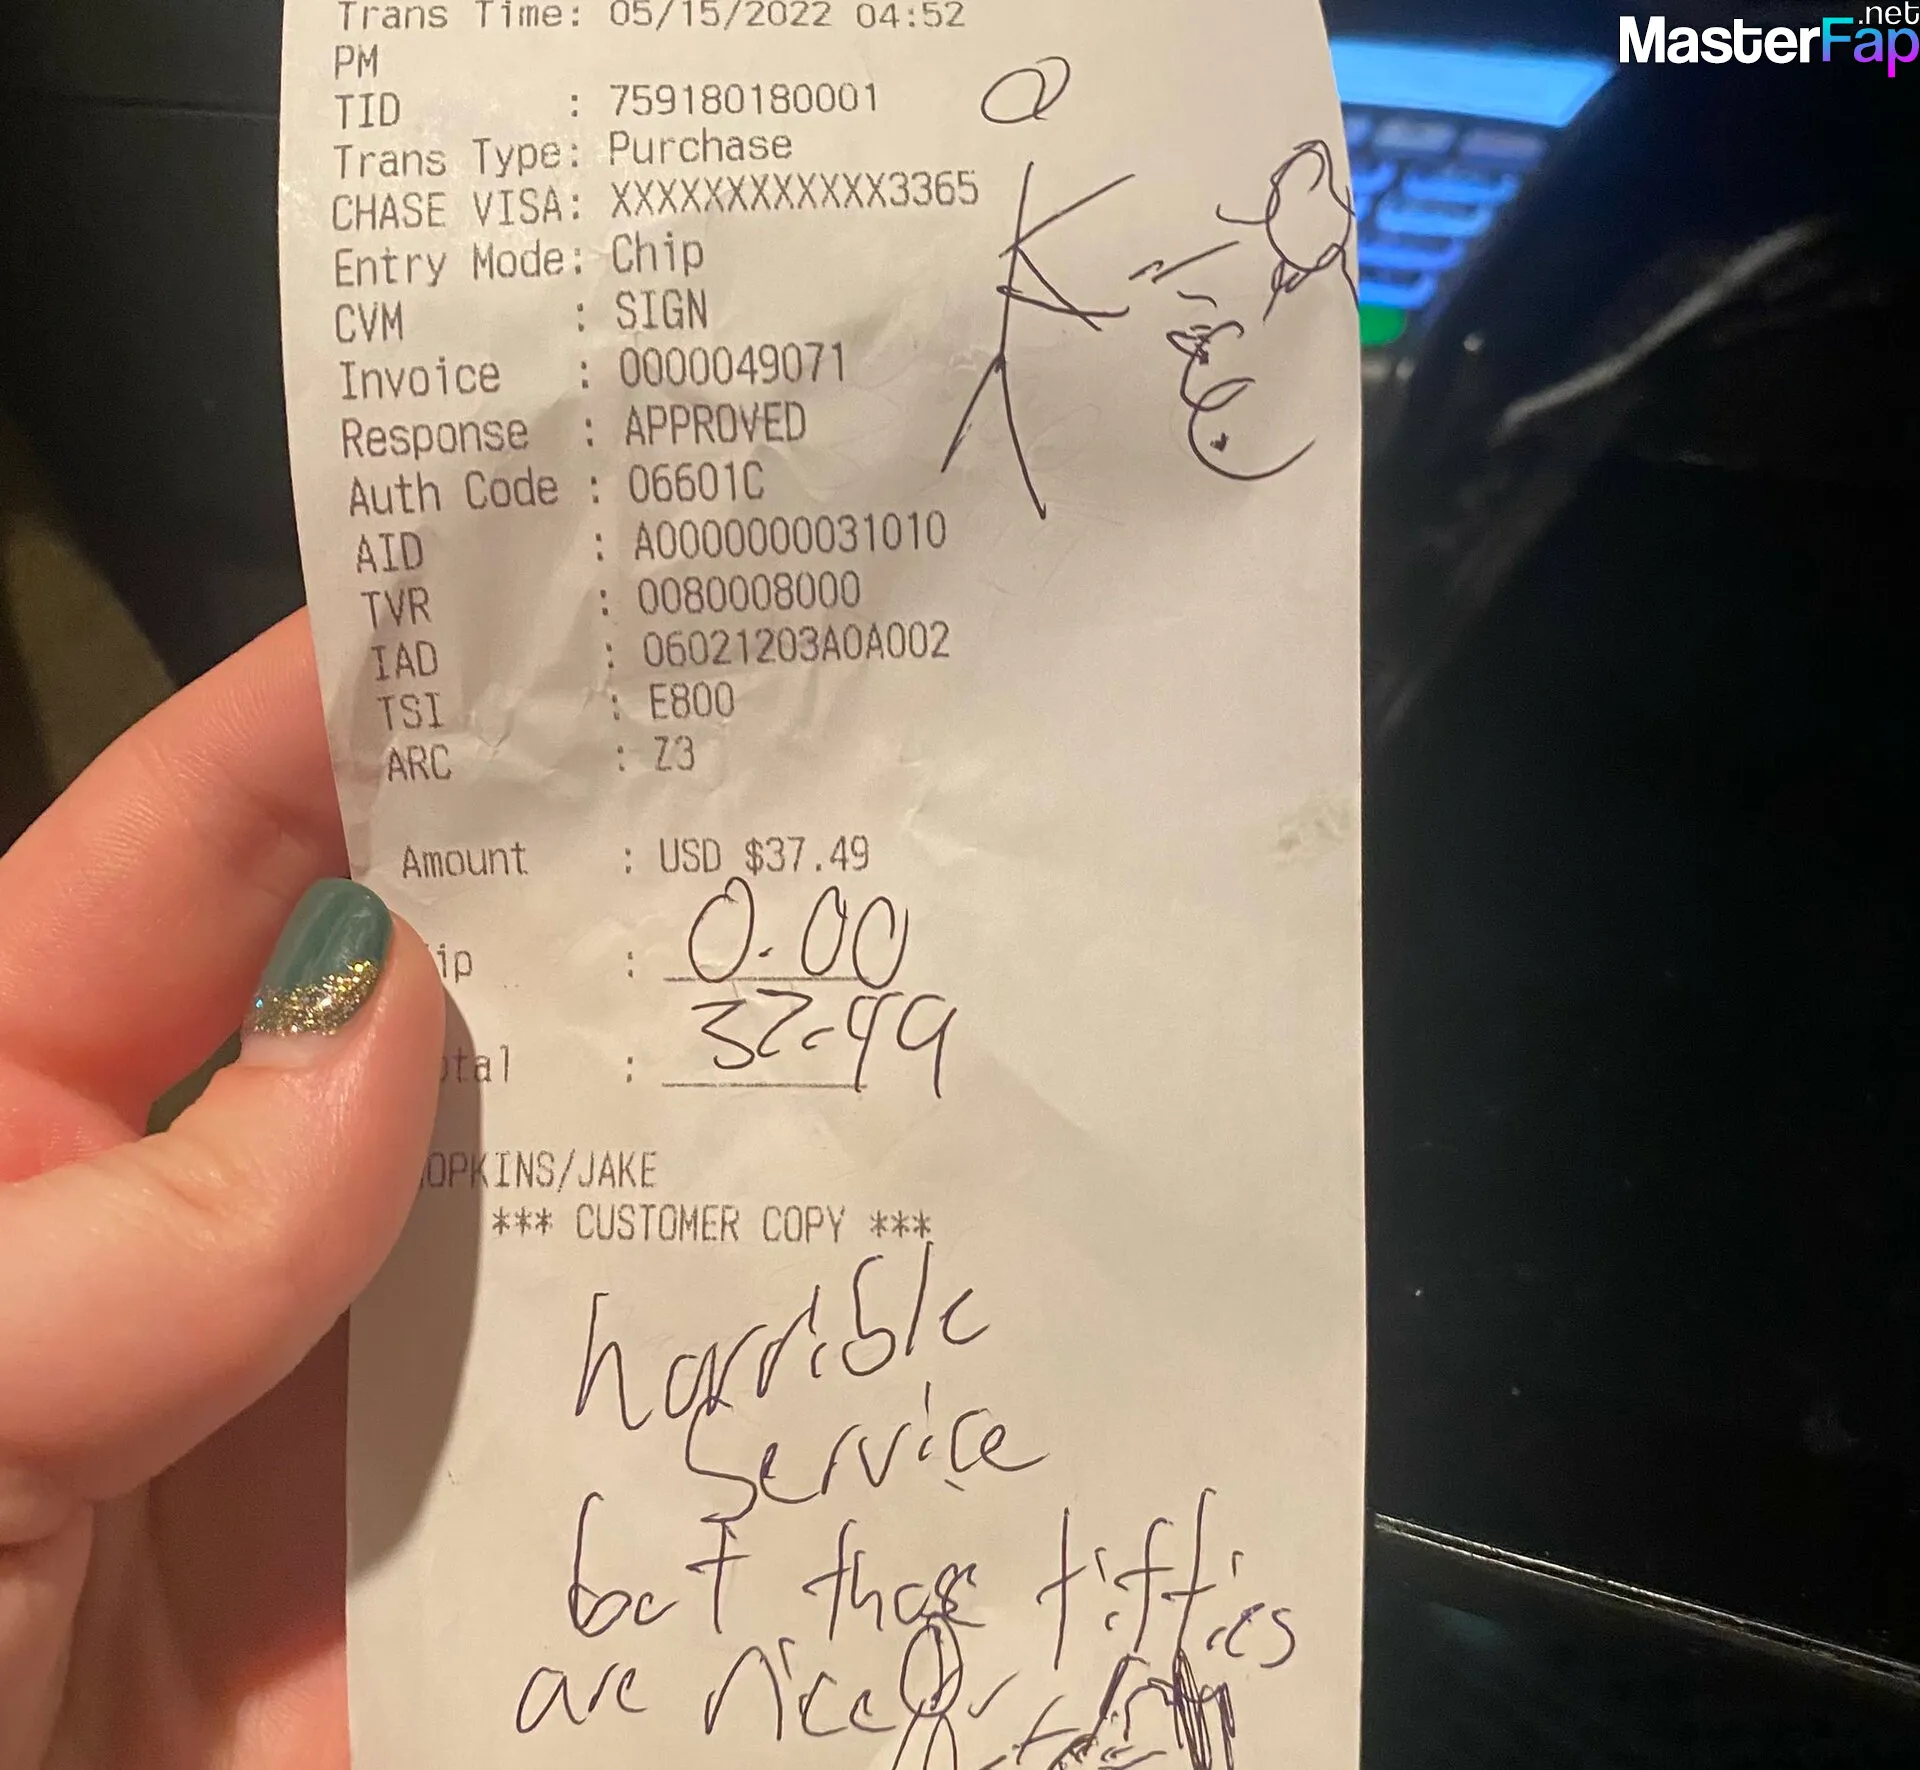 Trans Time: 05/15/2022 04:52
PM
TID : 759180180001
Trans Type: Purchase
CHASE VISA: XXXXXXXXXXXX3365
Entry Mode: Chip
CVM : SIGN
Invoice : 0000049071
Response : APPROVED
Auth Code : 06601C
AID : A0000000031010
TVR : 0080008000
IAD : 06021203A0A002
TSI : E800
ARC : Z3
Amount : USD $37.49
ip : 0.00
otal : 37.49
OPKINS/JAKE
*** CUSTOMER COPY ***
horrible
service
but those titties
are nice
MasterFap.net